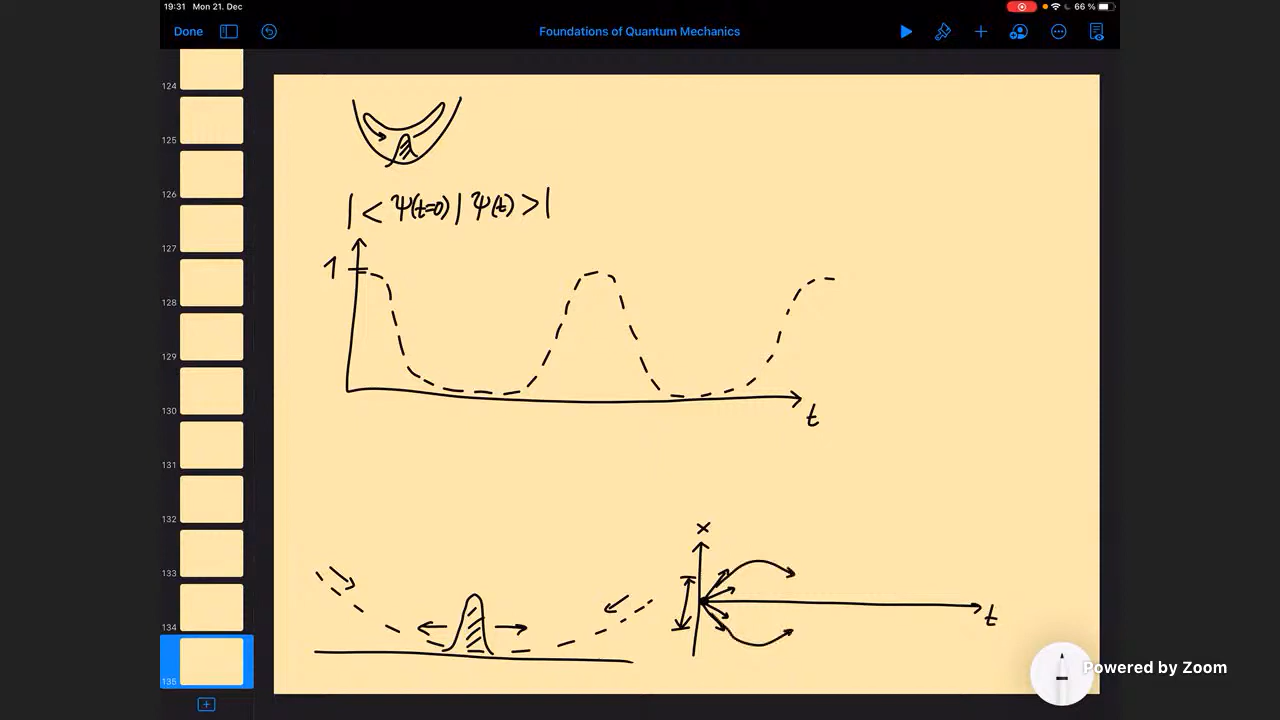 19:31 Mon 21. Dec
66 %
Done
Foundations of Quantum Mechanics
124
125
126
127
128
129
130
131
132
133
134
135
|< Ψ(t=0) | Ψ(t) >|
1
t
x
t
Powered by Zoom